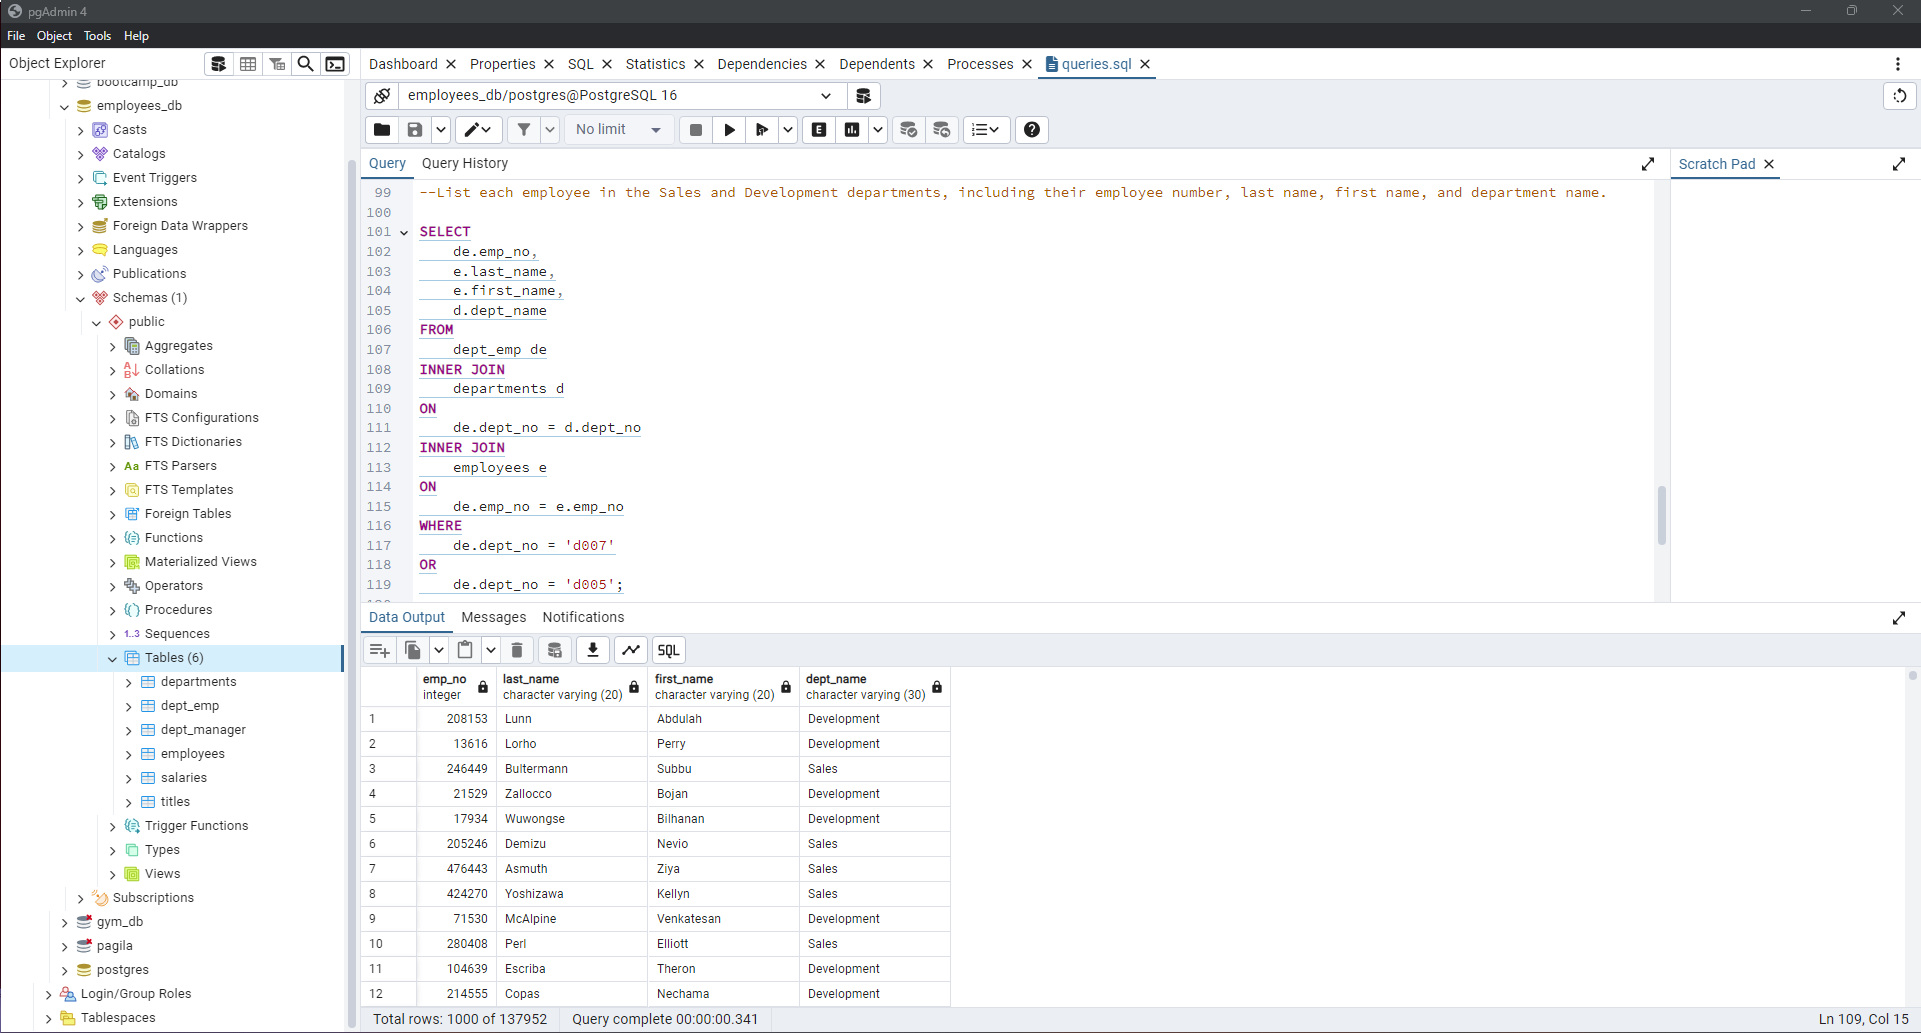 pgAdmin 4
File Object Tools Help
Object Explorer
bootcamp_db
employees_db
Casts
Catalogs
Event Triggers
Extensions
Foreign Data Wrappers
Languages
Publications
Schemas (1)
public
Aggregates
Collations
Domains
FTS Configurations
FTS Dictionaries
Aa FTS Parsers
FTS Templates
Foreign Tables
Functions
Materialized Views
Operators
Procedures
1..3 Sequences
Tables (6)
departments
dept_emp
dept_manager
employees
salaries
titles
Trigger Functions
Types
Views
Subscriptions
gym_db
pagila
postgres
Login/Group Roles
Tablespaces
Dashboard Properties SQL Statistics Dependencies Dependents Processes queries.sql
employees_db/postgres@PostgreSQL 16
No limit E
Query Query History
Scratch Pad
99 --List each employee in the Sales and Development departments, including their employee number, last name, first name, and department name.
100
101 SELECT
102 de.emp_no,
103 e.last_name,
104 e.first_name,
105 d.dept_name
106 FROM
107 dept_emp de
108 INNER JOIN
109 departments d
110 ON
111 de.dept_no = d.dept_no
112 INNER JOIN
113 employees e
114 ON
115 de.emp_no = e.emp_no
116 WHERE
117 de.dept_no = 'd007'
118 OR
119 de.dept_no = 'd005';
Data Output Messages Notifications
SQL
emp_no last_name first_name dept_name
integer character varying (20) character varying (20) character varying (30)
1 208153 Lunn Abdulah Development
2 13616 Lorho Perry Development
3 246449 Bultermann Subbu Sales
4 21529 Zallocco Bojan Development
5 17934 Wuwongse Bilhanan Development
6 205246 Demizu Nevio Sales
7 476443 Asmuth Ziya Sales
8 424270 Yoshizawa Kellyn Sales
9 71530 McAlpine Venkatesan Development
10 280408 Perl Elliott Sales
11 104639 Escriba Theron Development
12 214555 Copas Nechama Development
Total rows: 1000 of 137952 Query complete 00:00:00.341 Ln 109, Col 15